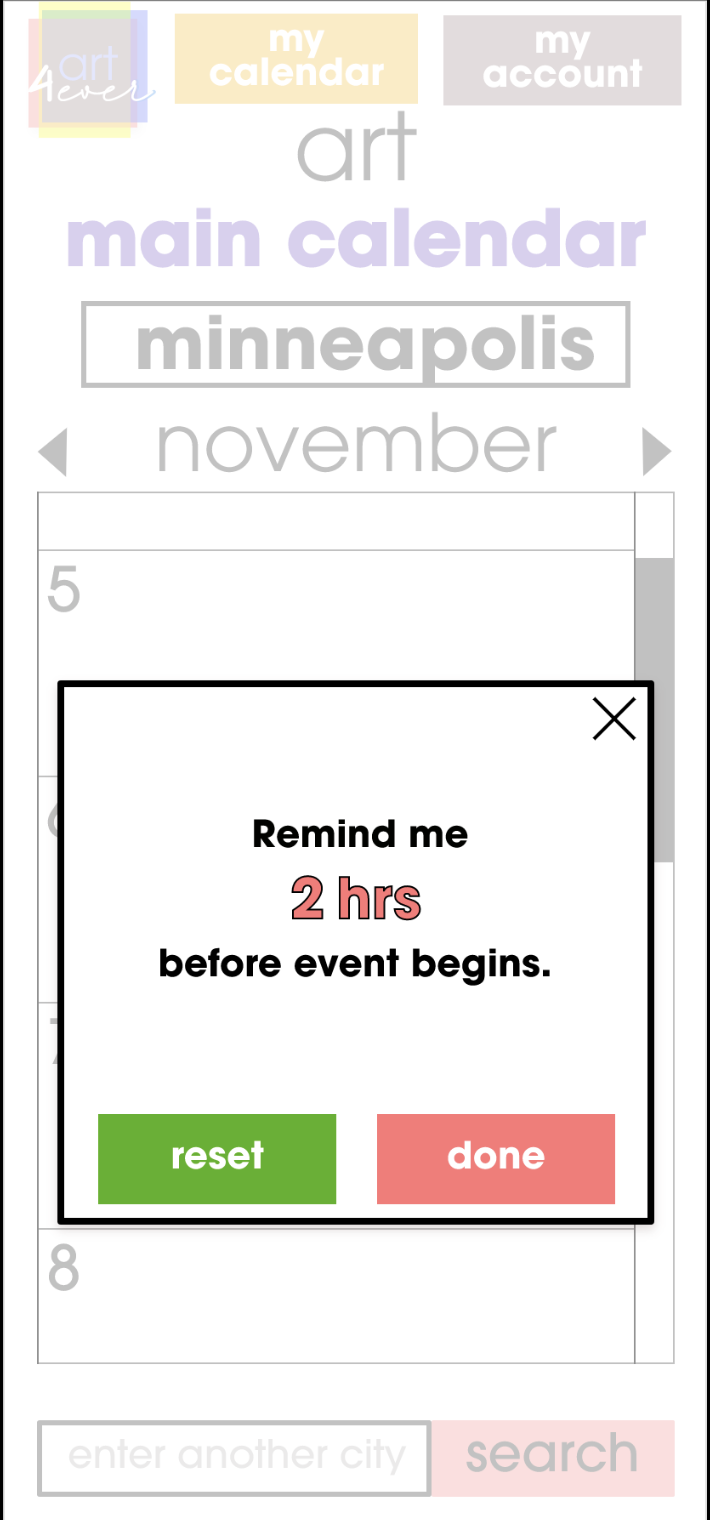 art
4ever
my
calendar
my
account
art
main calendar
minneapolis
november
5
Remind me
2 hrs
before event begins.
reset
done
8
enter another city
search